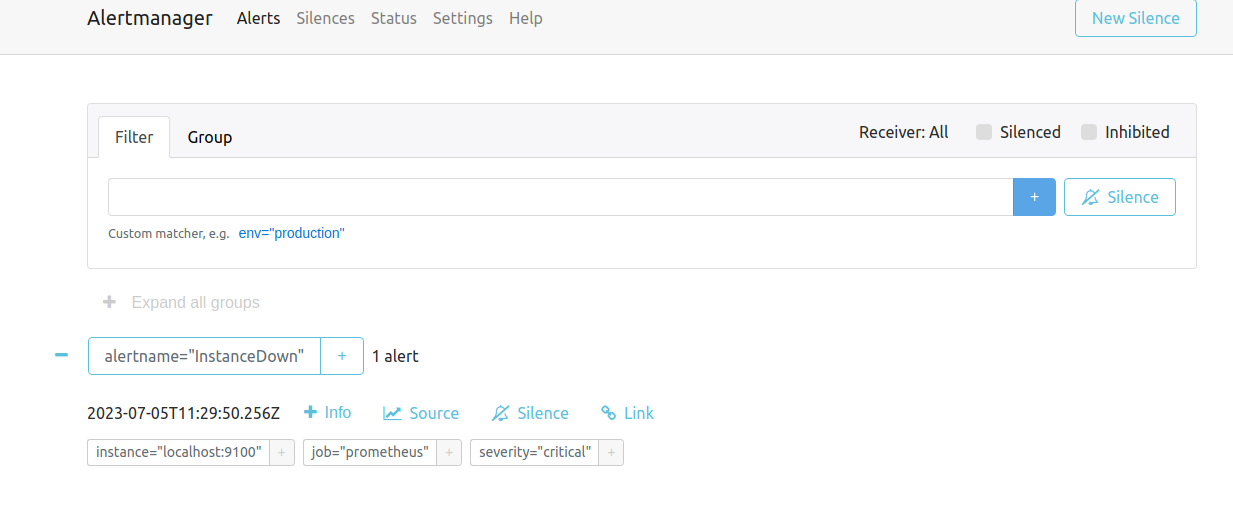 Alertmanager Alerts Silences Status Settings Help New Silence
Filter Group Receiver: All Silenced Inhibited
+ Silence
Custom matcher, e.g. env="production"
+ Expand all groups
alertname="InstanceDown" + 1 alert
2023-07-05T11:29:50.256Z + Info Source Silence Link
instance="localhost:9100" + job="prometheus" + severity="critical" +